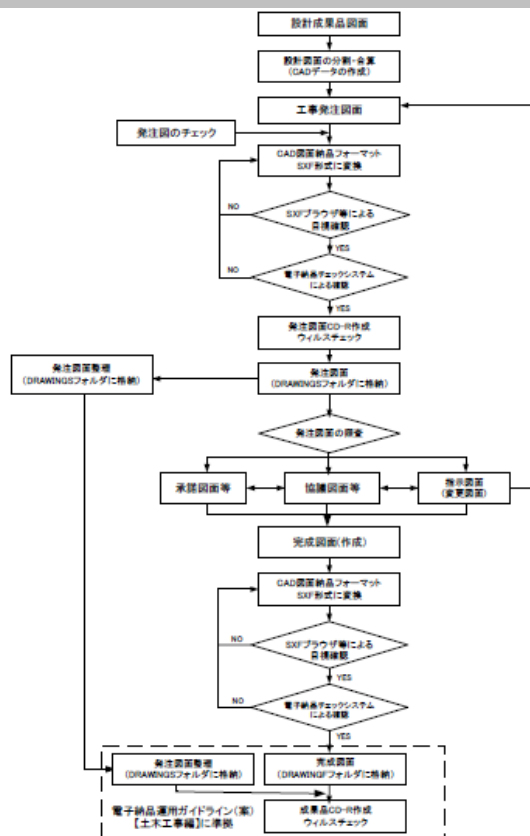 設計成果品図面
設計図面の分割・合算
(CADデータの作成)
工事発注図面
発注図のチェック
CAD図面納品フォーマット
SXF形式に変換
NO
SXFブラウザ等による
目視確認
YES
NO
電子納品チェックシステム
による確認
YES
発注図面CD-R作成
ウィルスチェック
発注図面整理
(DRAWINGSフォルダに格納)
発注図面
(DRAWINGSフォルダに格納)
発注図面の照査
承諾図面等
協議図面等
指示図面
(変更図面)
完成図面(作成)
CAD図面納品フォーマット
SXF形式に変換
NO
SXFブラウザ等による
目視確認
YES
NO
電子納品チェックシステム
による確認
YES
発注図面整理
(DRAWINGSフォルダに格納)
完成図面
(DRAWINGFフォルダに格納)
電子納品運用ガイドライン(案)
【土木工事編】に準拠
成果品CD-R作成
ウィルスチェック